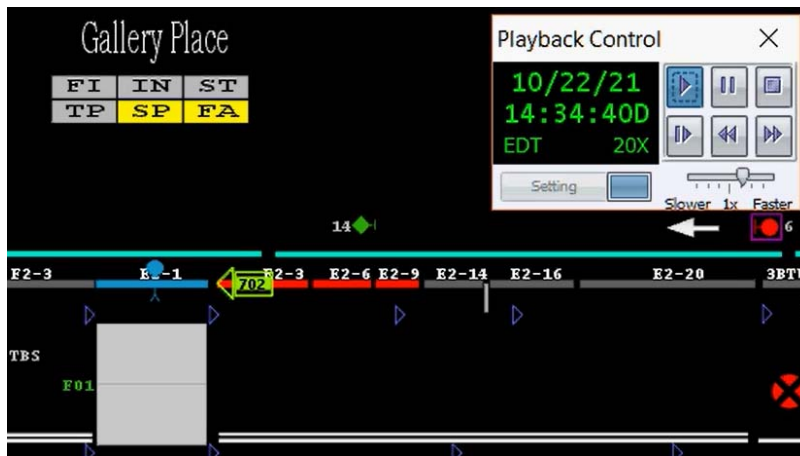 Gallery Place
FI IN ST
TP SP FA
Playback Control
10/22/21
14:34:40D
EDT 20X
Setting
Slower 1x Faster
14
6
F2-3 E2-1 E2-3 E2-6 E2-9 E2-14 E2-16 E2-20
702
TBS
F01